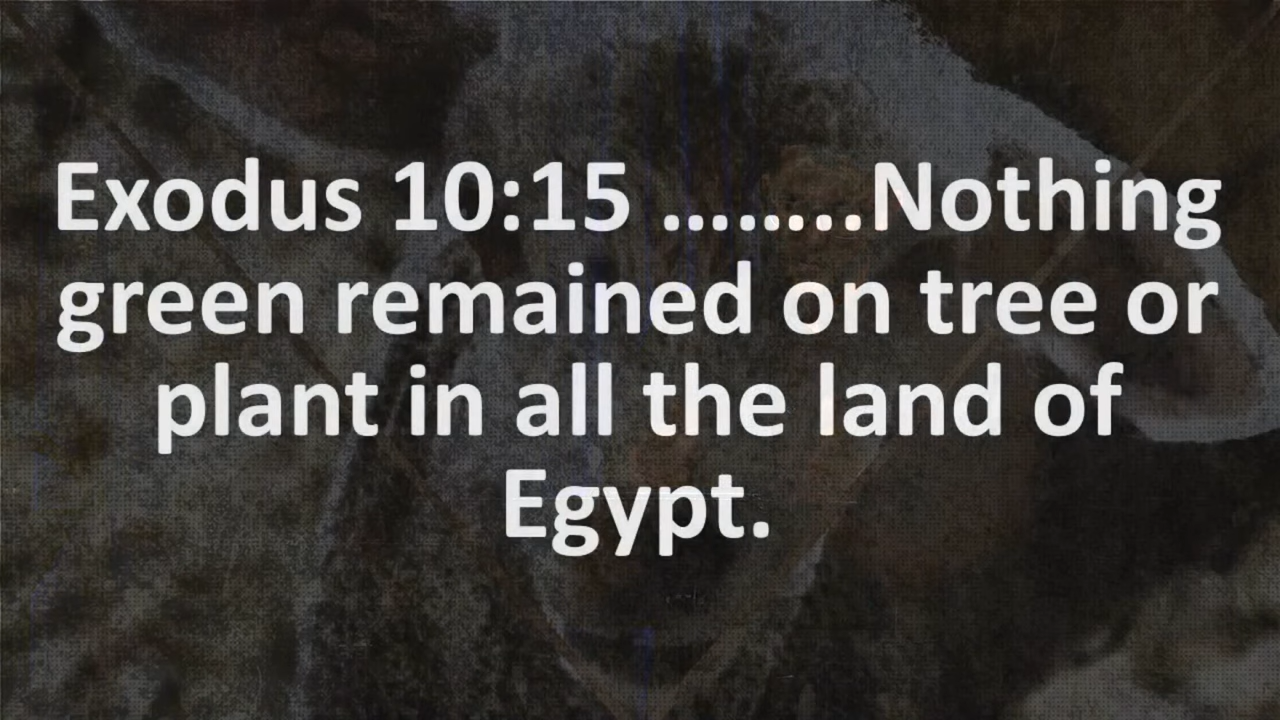 Exodus 10:15 ........Nothing
green remained on tree or
plant in all the land of
Egypt.